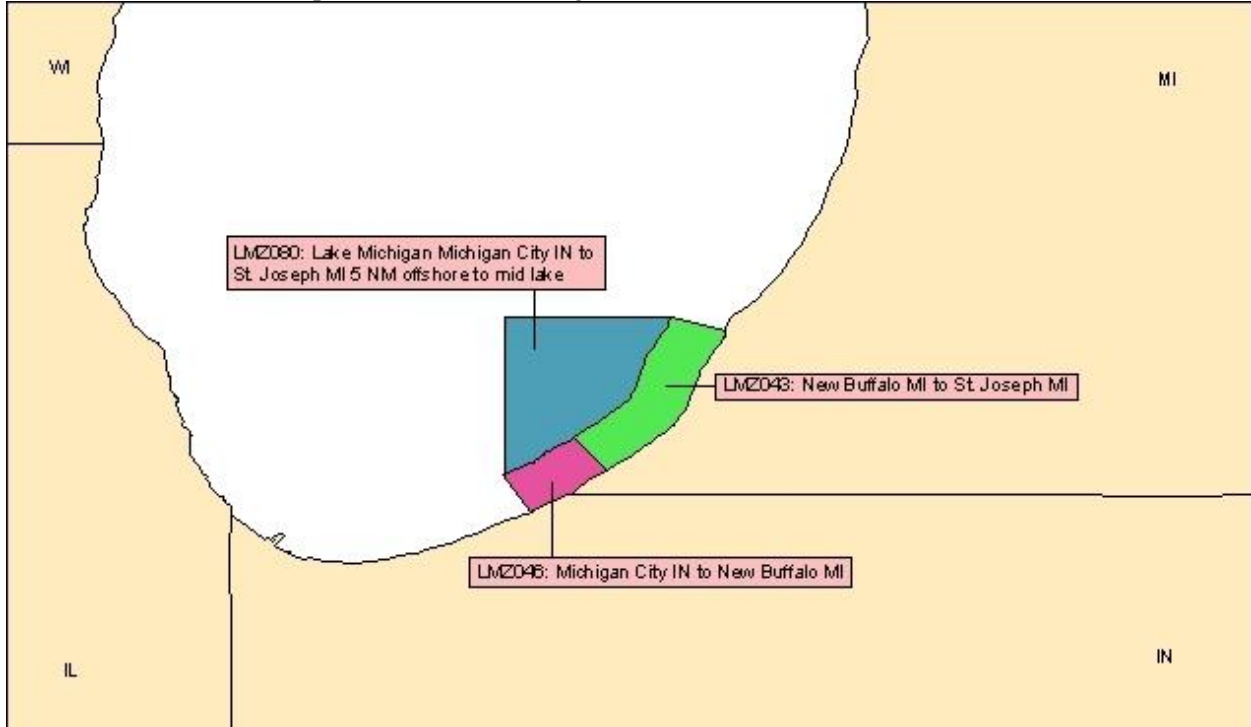 WI
MI
LMZ080: Lake Michigan Michigan City IN to
St. Joseph MI 5 NM offshore to mid lake
LMZ043: New Buffalo MI to St. Joseph MI
LMZ046: Michigan City IN to New Buffalo MI
IL
IN